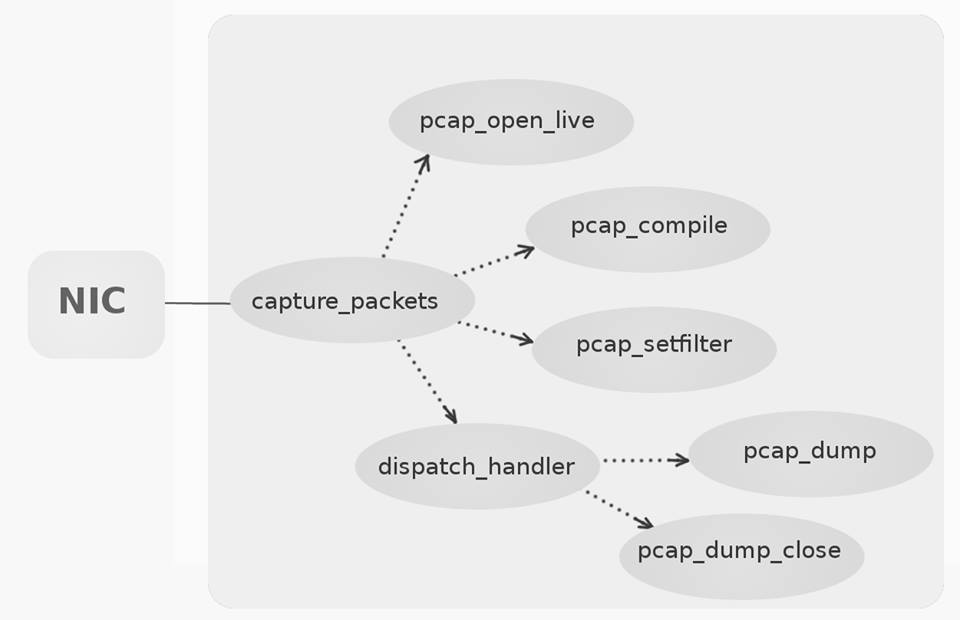 pcap_open_live
pcap_compile
NIC
capture_packets
pcap_setfilter
dispatch_handler
pcap_dump
pcap_dump_close